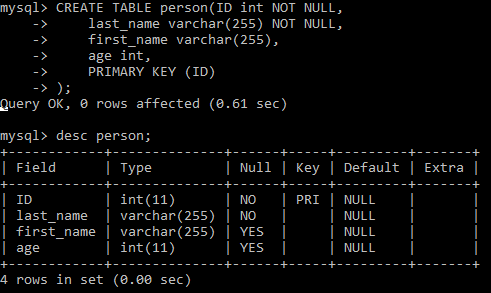 mysql> CREATE TABLE person(ID int NOT NULL,
    ->     last_name varchar(255) NOT NULL,
    ->     first_name varchar(255),
    ->     age int,
    ->     PRIMARY KEY (ID)
    -> );
Query OK, 0 rows affected (0.61 sec)
mysql> desc person;
+------------+--------------+------+-----+---------+-------+
| Field      | Type         | Null | Key | Default | Extra |
+------------+--------------+------+-----+---------+-------+
| ID         | int(11)      | NO   | PRI | NULL    |       |
| last_name  | varchar(255) | NO   |     | NULL    |       |
| first_name | varchar(255) | YES  |     | NULL    |       |
| age        | int(11)      | YES  |     | NULL    |       |
+------------+--------------+------+-----+---------+-------+
4 rows in set (0.00 sec)